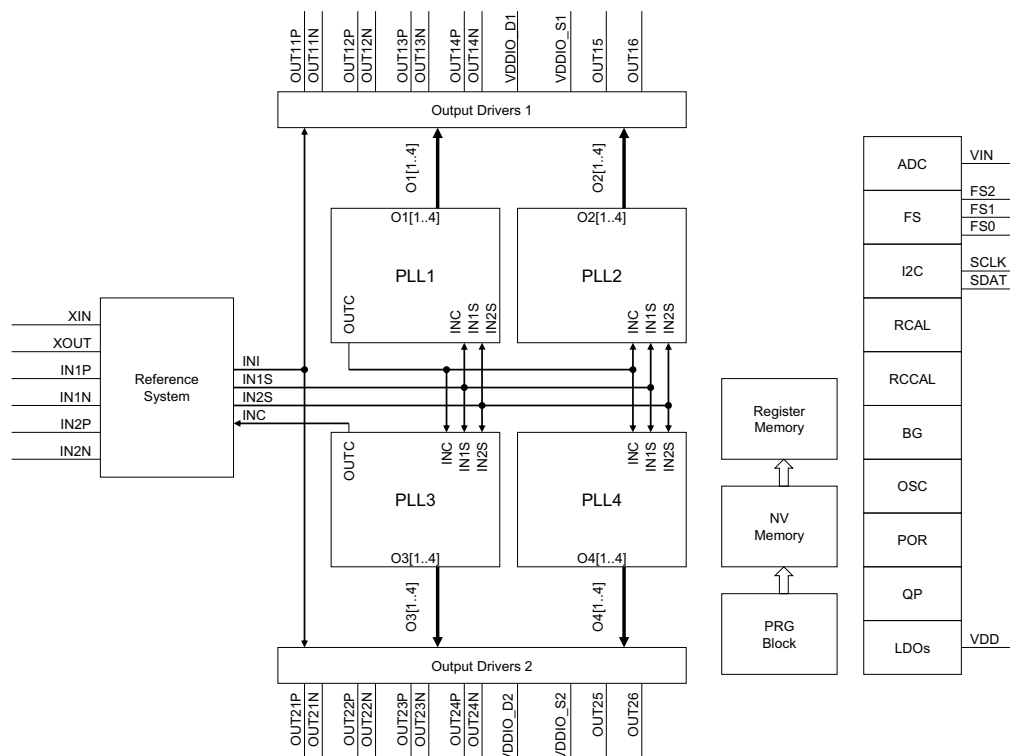 OUT11P
OUT11N
OUT12P
OUT12N
OUT13P
OUT13N
OUT14P
OUT14N
VDDIO_D1
VDDIO_S1
OUT15
OUT16
Output Drivers 1
O1[1..4]
O2[1..4]
O1[1..4]
O2[1..4]
PLL1
PLL2
OUTC
INC
IN1S
IN2S
INC
IN1S
IN2S
XIN
XOUT
IN1P
IN1N
IN2P
IN2N
Reference
System
INI
IN1S
IN2S
INC
OUTC
INC
IN1S
IN2S
INC
IN1S
IN2S
PLL3
PLL4
O3[1..4]
O4[1..4]
O3[1..4]
O4[1..4]
Output Drivers 2
OUT21P
OUT21N
OUT22P
OUT22N
OUT23P
OUT23N
OUT24P
OUT24N
VDDIO_D2
VDDIO_S2
OUT25
OUT26
Register
Memory
NV
Memory
PRG
Block
ADC
VIN
FS
FS2
FS1
FS0
I2C
SCLK
SDAT
RCAL
RCCAL
BG
OSC
POR
QP
LDOs
VDD